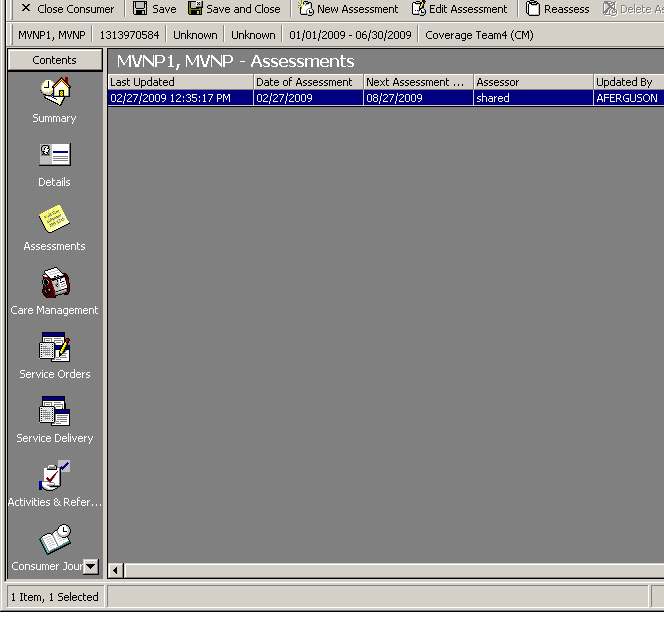 Close Consumer Save Save and Close New Assessment Edit Assessment Reassess Delete As
MVNP1, MVNP 1313970584 Unknown Unknown 01/01/2009 - 06/30/2009 Coverage Team4 (CM)
Contents
MVNP1, MVNP - Assessments
Last Updated Date of Assessment Next Assessment ... Assessor Updated By
02/27/2009 12:35:17 PM 02/27/2009 08/27/2009 shared AFERGUSON
Summary
Details
Assessments
Care Management
Service Orders
Service Delivery
Activities & Refer...
Consumer Jour
1 Item, 1 Selected